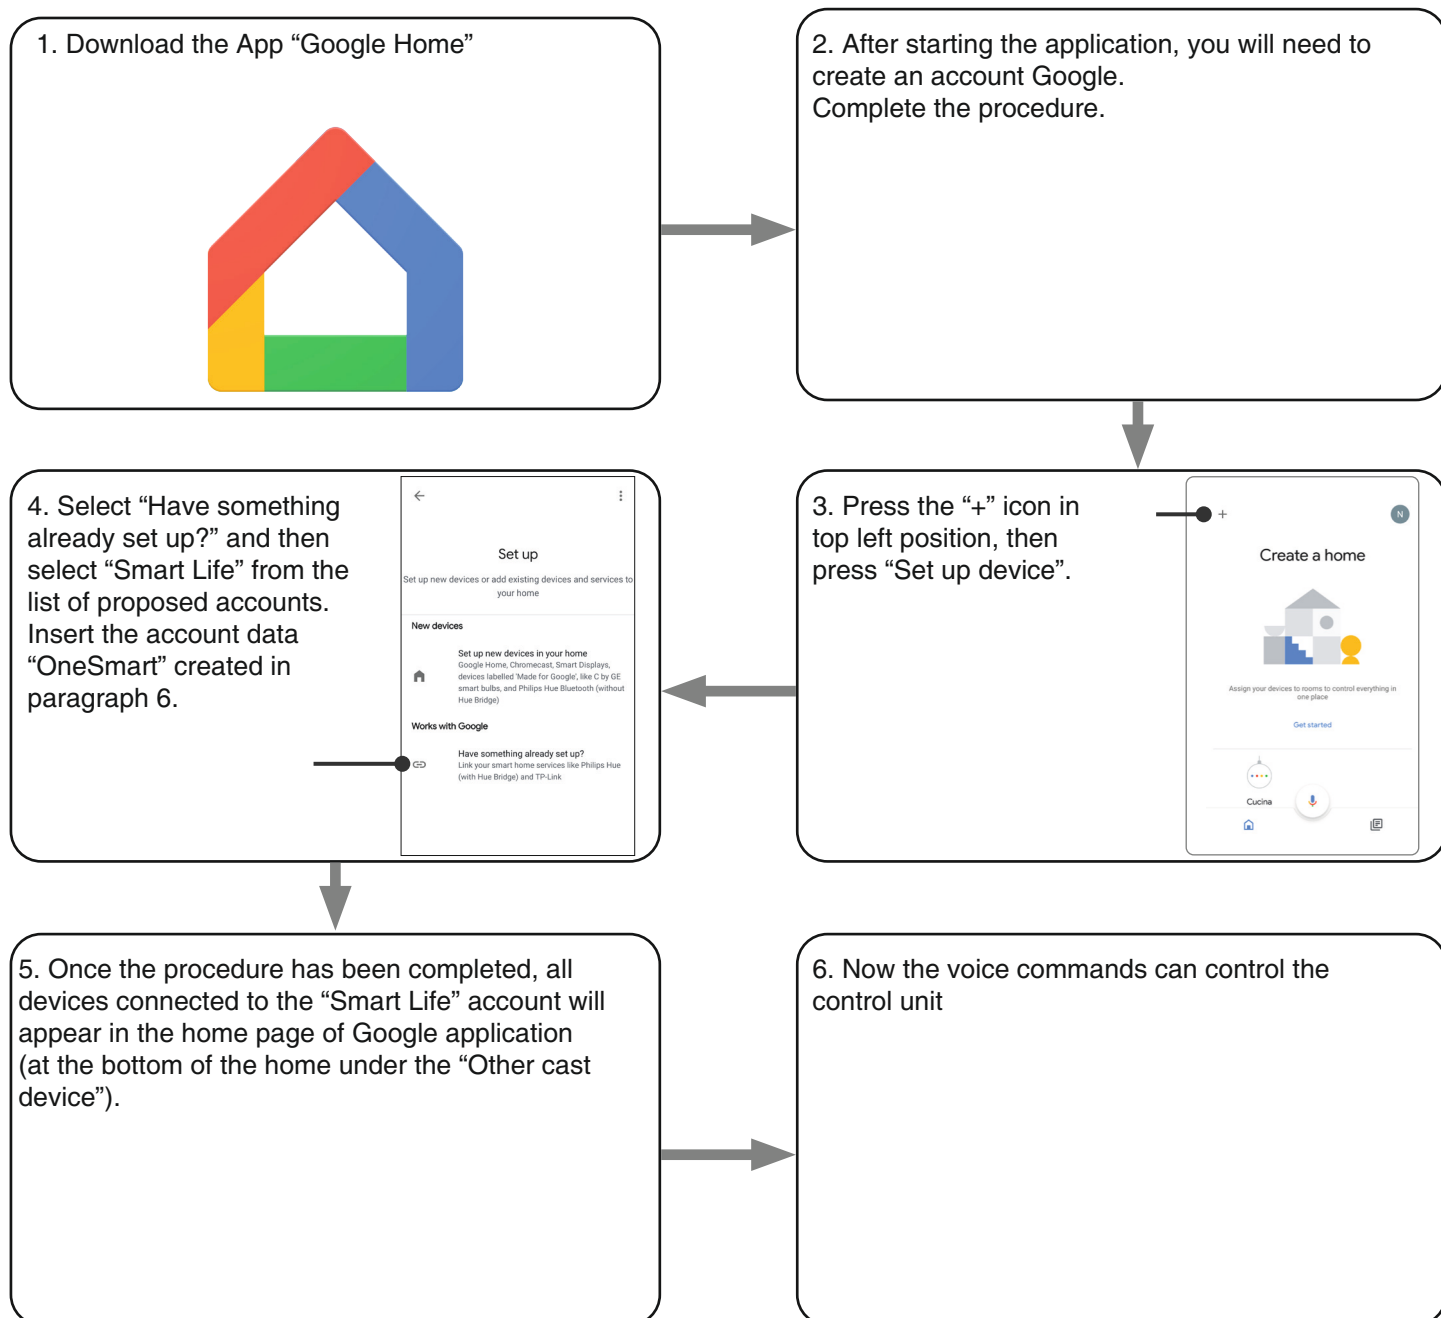 1. Download the App “Google Home”
2. After starting the application, you will need to
create an account Google.
Complete the procedure.
3. Press the “+” icon in
top left position, then
press “Set up device”.
+
N
Create a home
Assign your devices to rooms to control everything in
one place
Get started
Cucina
4. Select “Have something
already set up?” and then
select “Smart Life” from the
list of proposed accounts.
Insert the account data
“OneSmart” created in
paragraph 6.
Set up
Set up new devices or add existing devices and services to
your home
New devices
Set up new devices in your home
Google Home, Chromecast, Smart Displays,
devices labelled 'Made for Google', like C by GE
smart bulbs, and Philips Hue Bluetooth (without
Hue Bridge)
Works with Google
Have something already set up?
Link your smart home services like Philips Hue
(with Hue Bridge) and TP-Link
5. Once the procedure has been completed, all
devices connected to the “Smart Life” account will
appear in the home page of Google application
(at the bottom of the home under the “Other cast
device”).
6. Now the voice commands can control the
control unit